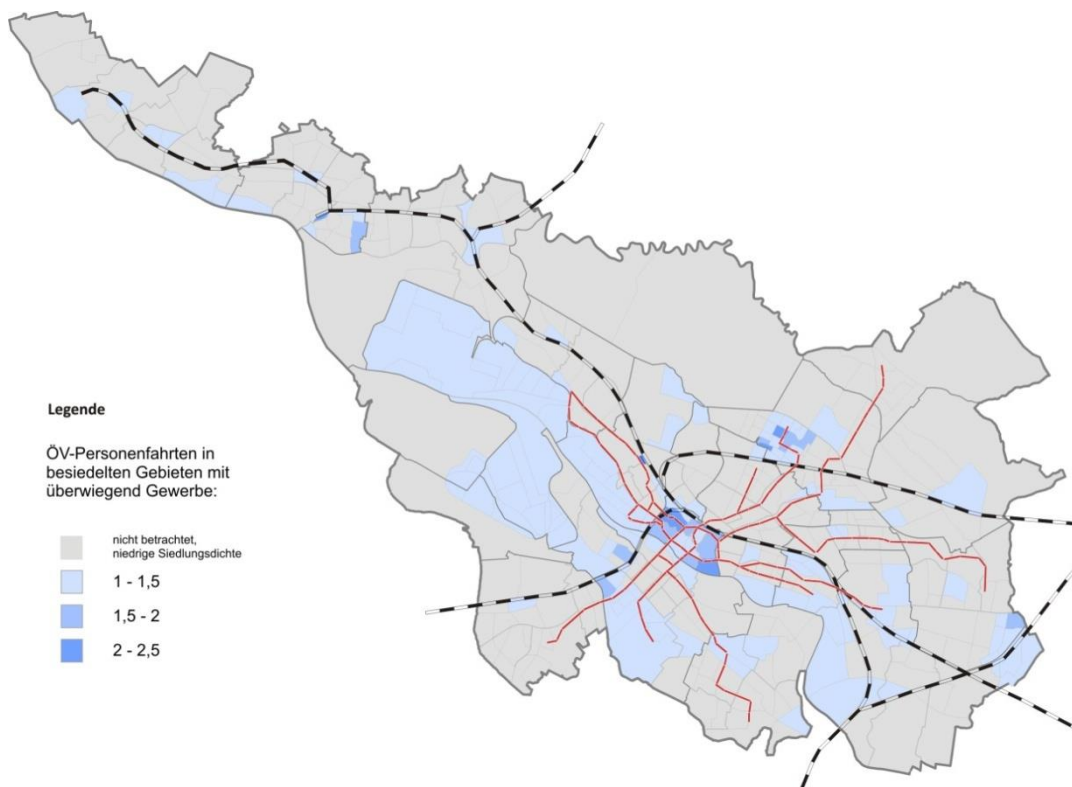 Legende
ÖV-Personenfahrten in
besiedelten Gebieten mit
überwiegend Gewerbe:
nicht betrachtet,
niedrige Siedlungsdichte
1 - 1,5
1,5 - 2
2 - 2,5